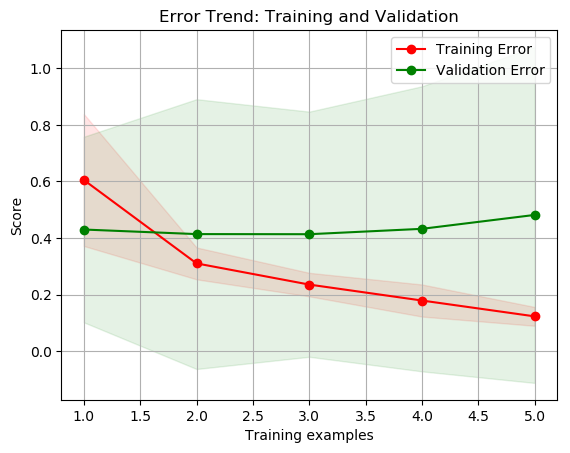 Error Trend: Training and Validation
Training Error
Validation Error
Score
1.0
0.8
0.6
0.4
0.2
0.0
1.0 1.5 2.0 2.5 3.0 3.5 4.0 4.5 5.0
Training examples